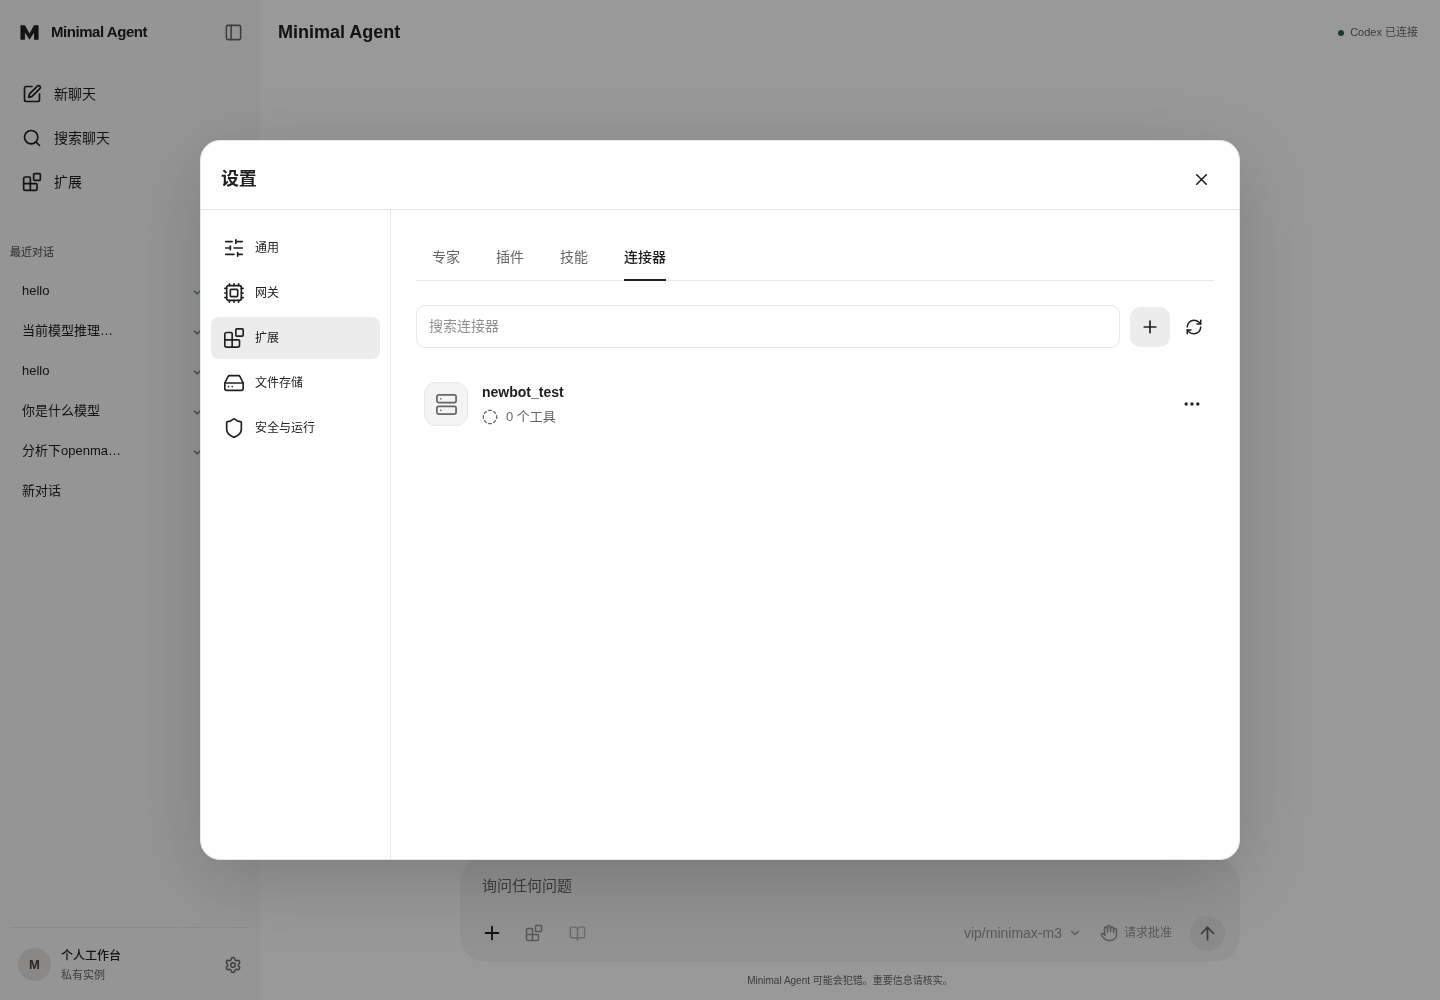 Minimal Agent
Minimal Agent
Codex 已连接
新聊天
搜索聊天
扩展
最近对话
hello
当前模型推理…
hello
你是什么模型
分析下openma…
新对话
M
个人工作台
私有实例
设置
通用
网关
扩展
文件存储
安全与运行
专家
插件
技能
连接器
搜索连接器
newbot_test
0 个工具
询问任何问题
vip/minimax-m3
请求批准
Minimal Agent 可能会犯错。重要信息请核实。